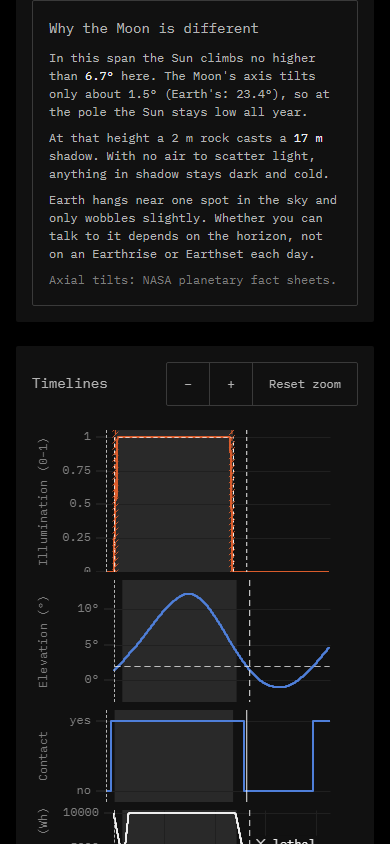 Why the Moon is different
In this span the Sun climbs no higher
than 6.7° here. The Moon's axis tilts
only about 1.5° (Earth's: 23.4°), so at
the pole the Sun stays low all year.
At that height a 2 m rock casts a 17 m
shadow. With no air to scatter light,
anything in shadow stays dark and cold.
Earth hangs near one spot in the sky and
only wobbles slightly. Whether you can
talk to it depends on the horizon, not
on an Earthrise or Earthset each day.
Axial tilts: NASA planetary fact sheets.
Timelines
−
+
Reset zoom
Illumination (0–1)
1
0.75
0.5
0.25
0
Elevation (°)
10°
5°
0°
Contact
yes
no
(Wh)
10000
lethal